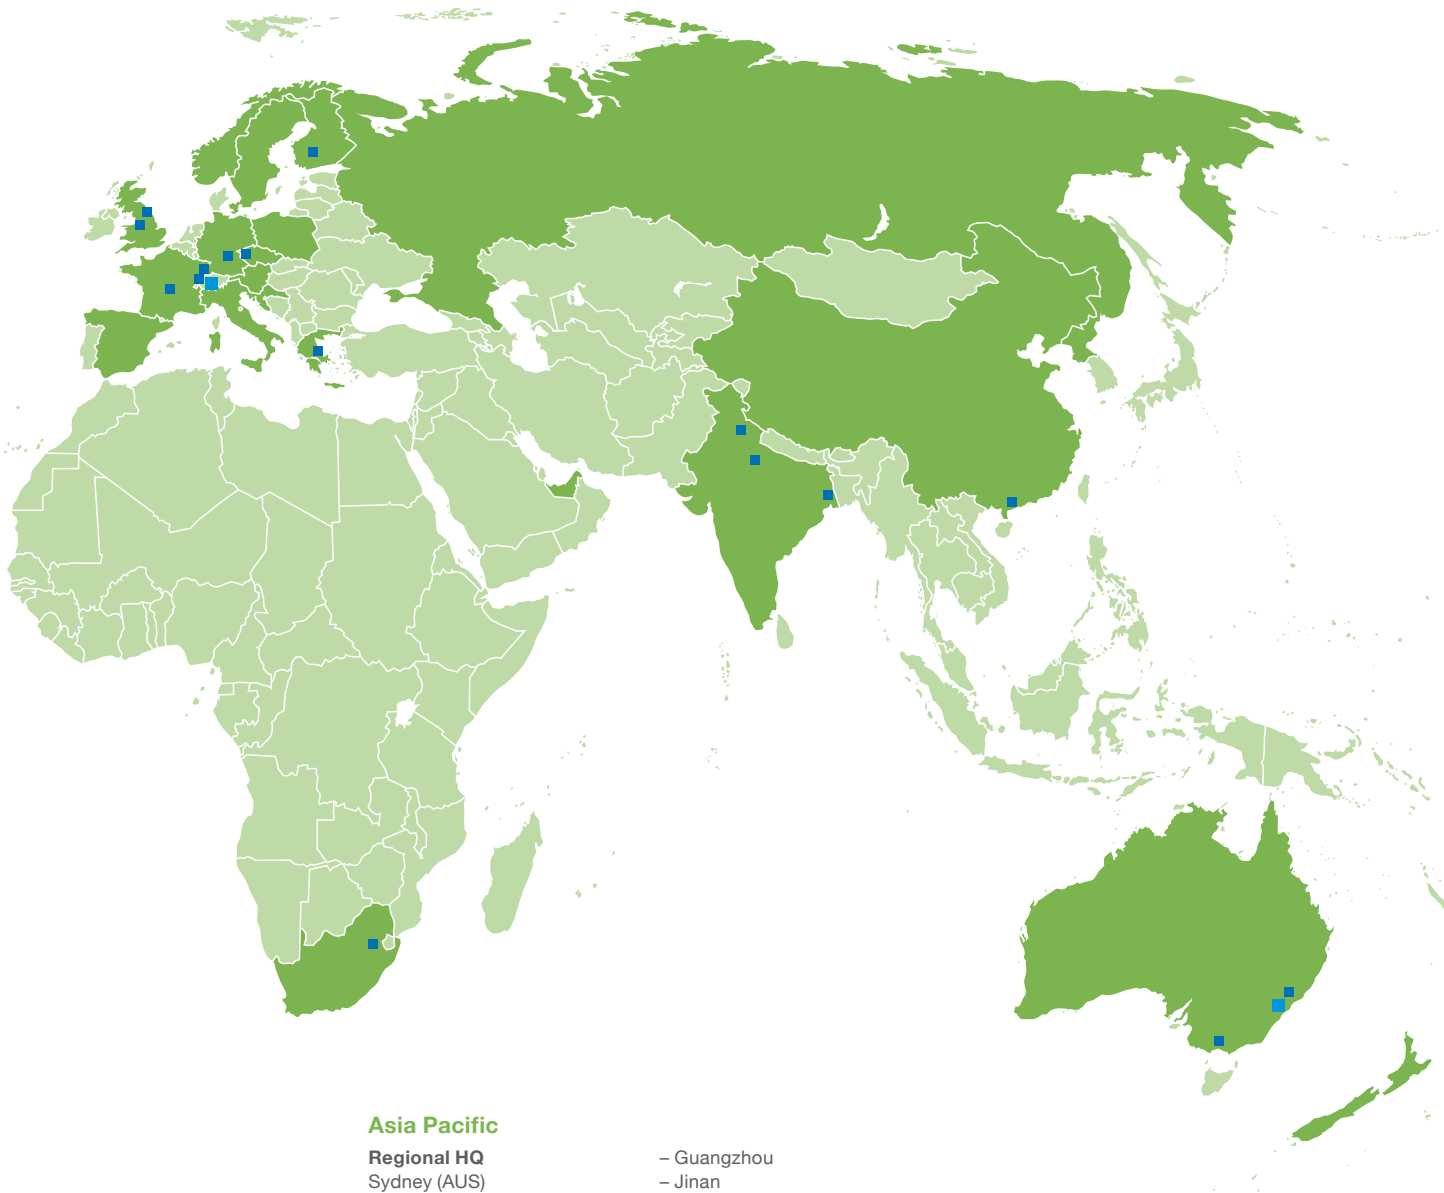 Asia Pacific
Regional HQ
Sydney (AUS)
– Guangzhou
– Jinan